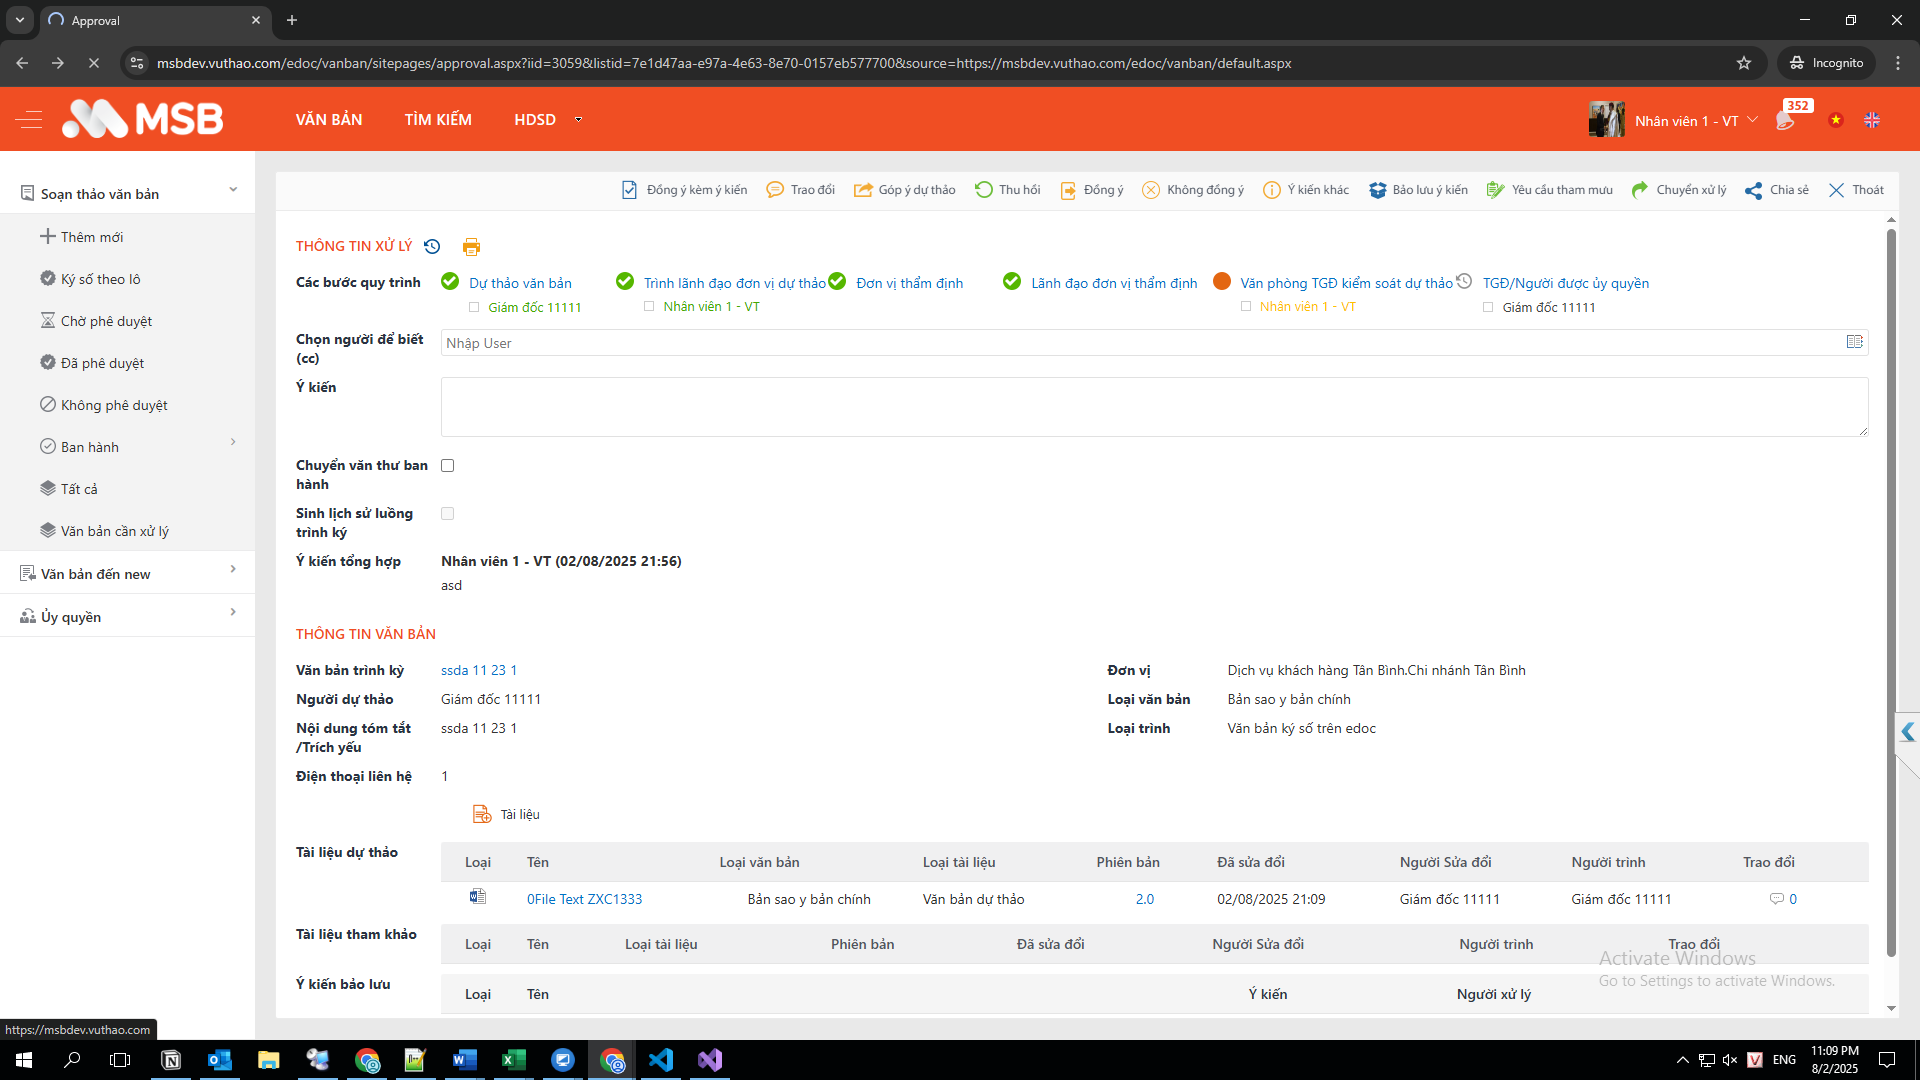 Approval
msbdev.vuthao.com/edoc/vanban/sitepages/approval.aspx?iid=3059&listid=7e1d47aa-e97a-4e63-8e70-0157eb577700&source=https://msbdev.vuthao.com/edoc/vanban/default.aspx
Incognito
MSB
VĂN BẢN
TÌM KIẾM
HDSD
Nhân viên 1 - VT
352
Soạn thảo văn bản
Thêm mới
Ký số theo lô
Chờ phê duyệt
Đã phê duyệt
Không phê duyệt
Ban hành
Tất cả
Văn bản cần xử lý
Văn bản đến new
Ủy quyền
Đồng ý kèm ý kiến
Trao đổi
Góp ý dự thảo
Thu hồi
Đồng ý
Không đồng ý
Ý kiến khác
Bảo lưu ý kiến
Yêu cầu tham mưu
Chuyển xử lý
Chia sẻ
Thoát
THÔNG TIN XỬ LÝ
Các bước quy trình
Dự thảo văn bản
Trình lãnh đạo đơn vị dự thảo
Đơn vị thẩm định
Lãnh đạo đơn vị thẩm định
Văn phòng TGĐ kiểm soát dự thảo
TGĐ/Người được ủy quyền
Giám đốc 11111
Nhân viên 1 - VT
Nhân viên 1 - VT
Giám đốc 11111
Chọn người để biết
(cc)
Nhập User
Ý kiến
Chuyển văn thư ban
hành
Sinh lịch sử luồng
trình ký
Ý kiến tổng hợp
Nhân viên 1 - VT (02/08/2025 21:56)
asd
THÔNG TIN VĂN BẢN
Văn bản trình ký
ssda 11 23 1
Đơn vị
Dịch vụ khách hàng Tân Bình.Chi nhánh Tân Bình
Người dự thảo
Giám đốc 11111
Loại văn bản
Bản sao y bản chính
Nội dung tóm tắt
/Trích yếu
ssda 11 23 1
Loại trình
Văn bản ký số trên edoc
Điện thoại liên hệ
1
Tài liệu
Tài liệu dự thảo
Loại Tên Loại văn bản Loại tài liệu Phiên bản Đã sửa đổi Người Sửa đổi Người trình Trao đổi
0File Text ZXC1333 Bản sao y bản chính Văn bản dự thảo 2.0 02/08/2025 21:09 Giám đốc 11111 Giám đốc 11111 0
Tài liệu tham khảo
Loại Tên Loại tài liệu Phiên bản Đã sửa đổi Người Sửa đổi Người trình Trao đổi
Ý kiến bảo lưu
Loại Tên Ý kiến Người xử lý
Activate Windows
Go to Settings to activate Windows.
https://msbdev.vuthao.com
ENG
11:09 PM
8/2/2025